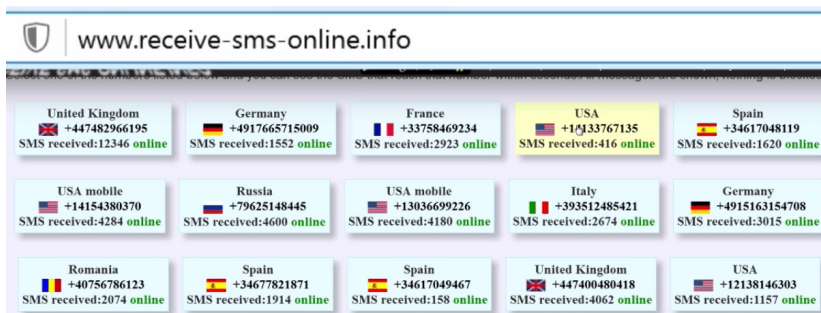 www.receive-sms-online.info
United Kingdom
+447482966195
SMS received:12346 online
Germany
+4917665715009
SMS received:1552 online
France
+33758469234
SMS received:2923 online
USA
SMS received:416 online
Spain
+34617048119
SMS received:1620 online
USA mobile
+14154380370
SMS received:4284 online
Russia
+79625148445
SMS received:4600 online
USA mobile
+13036699226
SMS received:4180 online
Italy
+393512485421
SMS received:2674 online
Germany
+4915163154708
SMS received:3015 online
Romania
+40756786123
SMS received:2074 online
Spain
+34677821871
SMS received:1914 online
Spain
+34617049467
SMS received:158 online
United Kingdom
+447400480418
SMS received:4062 online
USA
+12138146303
SMS received:1157 online